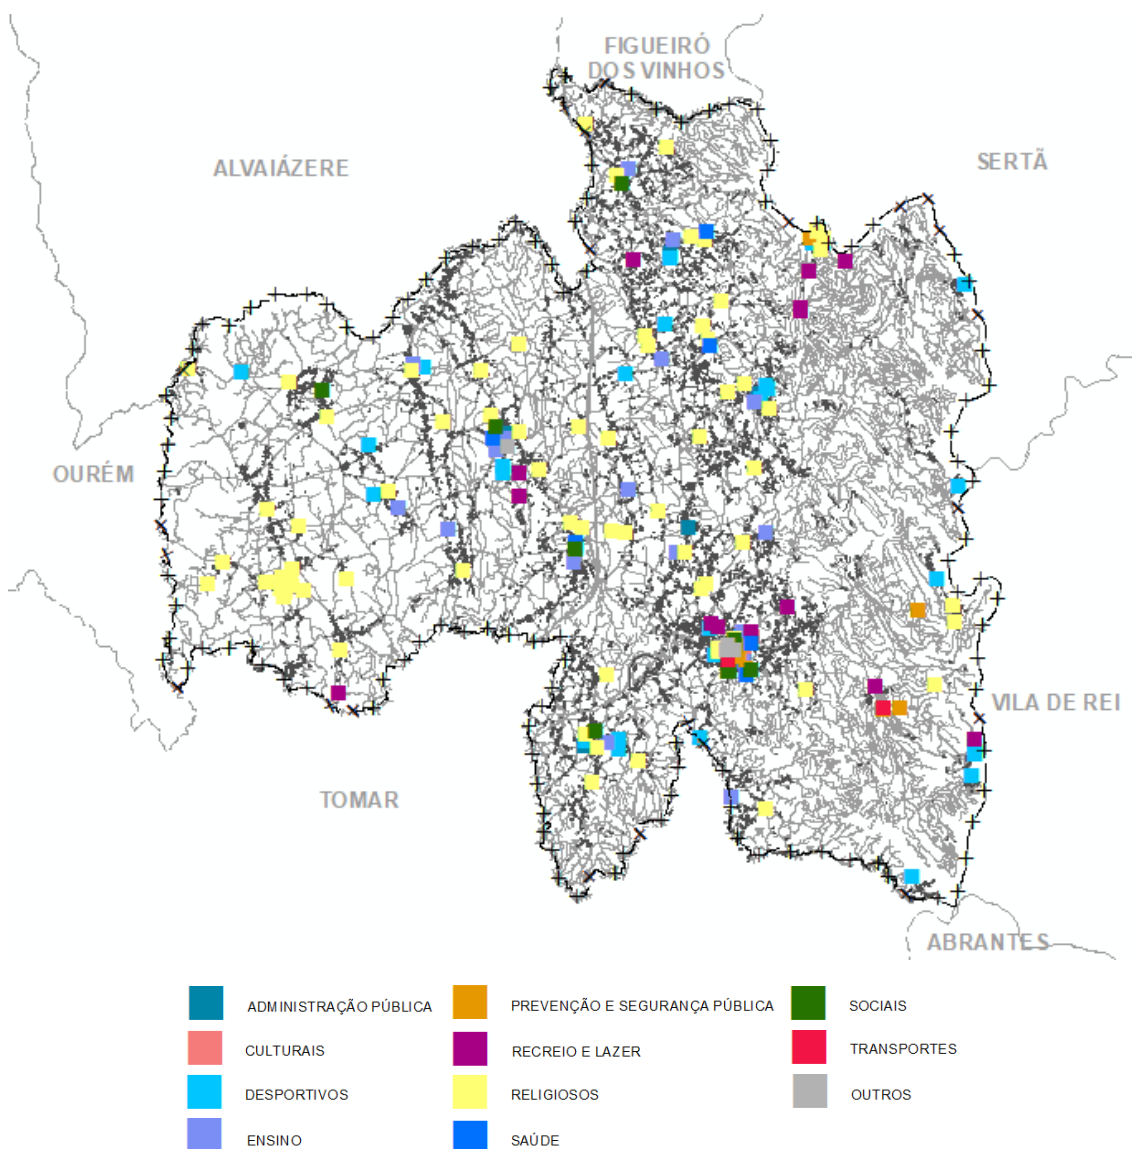 FIGUEIRÓ
DOS VINHOS
ALVAIÁZERE
SERTÃ
OURÉM
VILA DE REI
TOMAR
ABRANTES
ADMINISTRAÇÃO PÚBLICA
PREVENÇÃO E SEGURANÇA PÚBLICA
SOCIAIS
CULTURAIS
RECREIO E LAZER
TRANSPORTES
DESPORTIVOS
RELIGIOSOS
OUTROS
ENSINO
SAÚDE